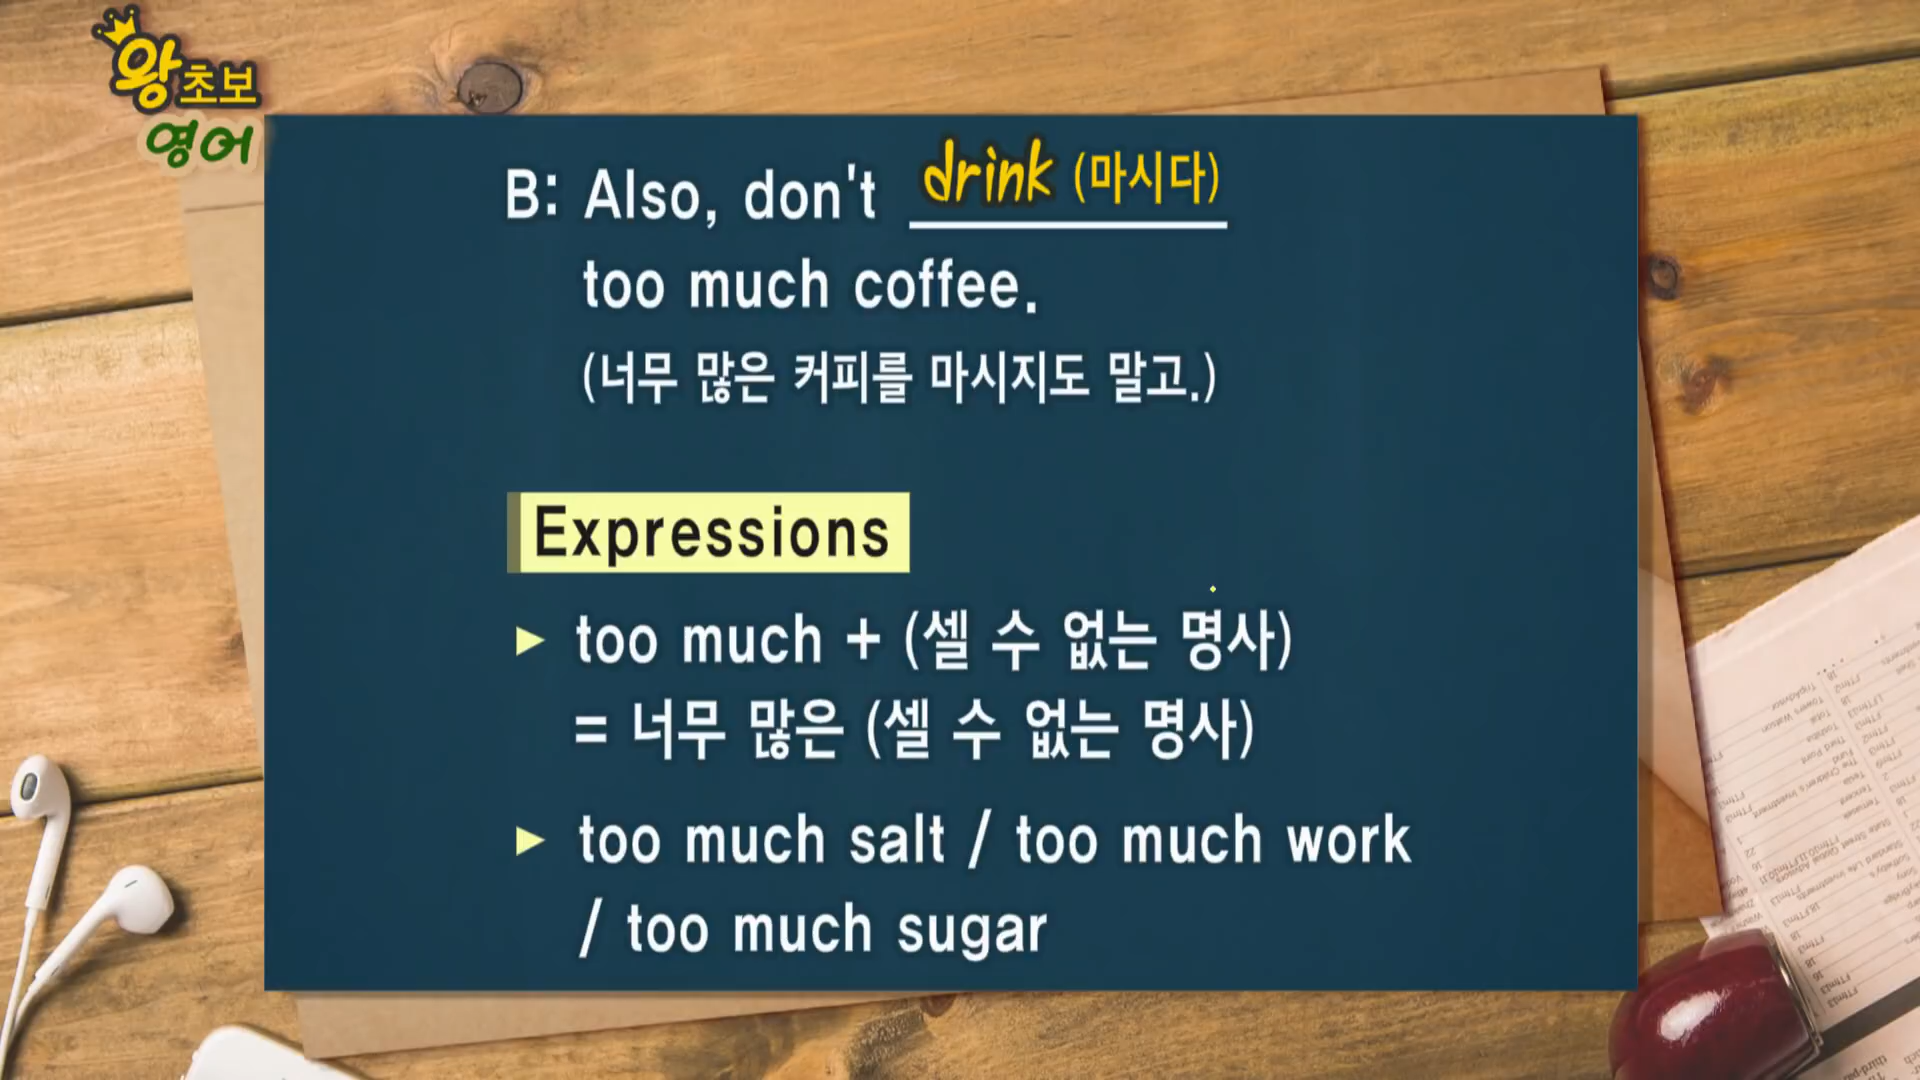 왕초보
영어
B: Also, don't drink (마시다)
too much coffee.
(너무 많은 커피를 마시지도 말고.)
Expressions
▶ too much + (셀 수 없는 명사)
= 너무 많은 (셀 수 없는 명사)
▶ too much salt / too much work
/ too much sugar